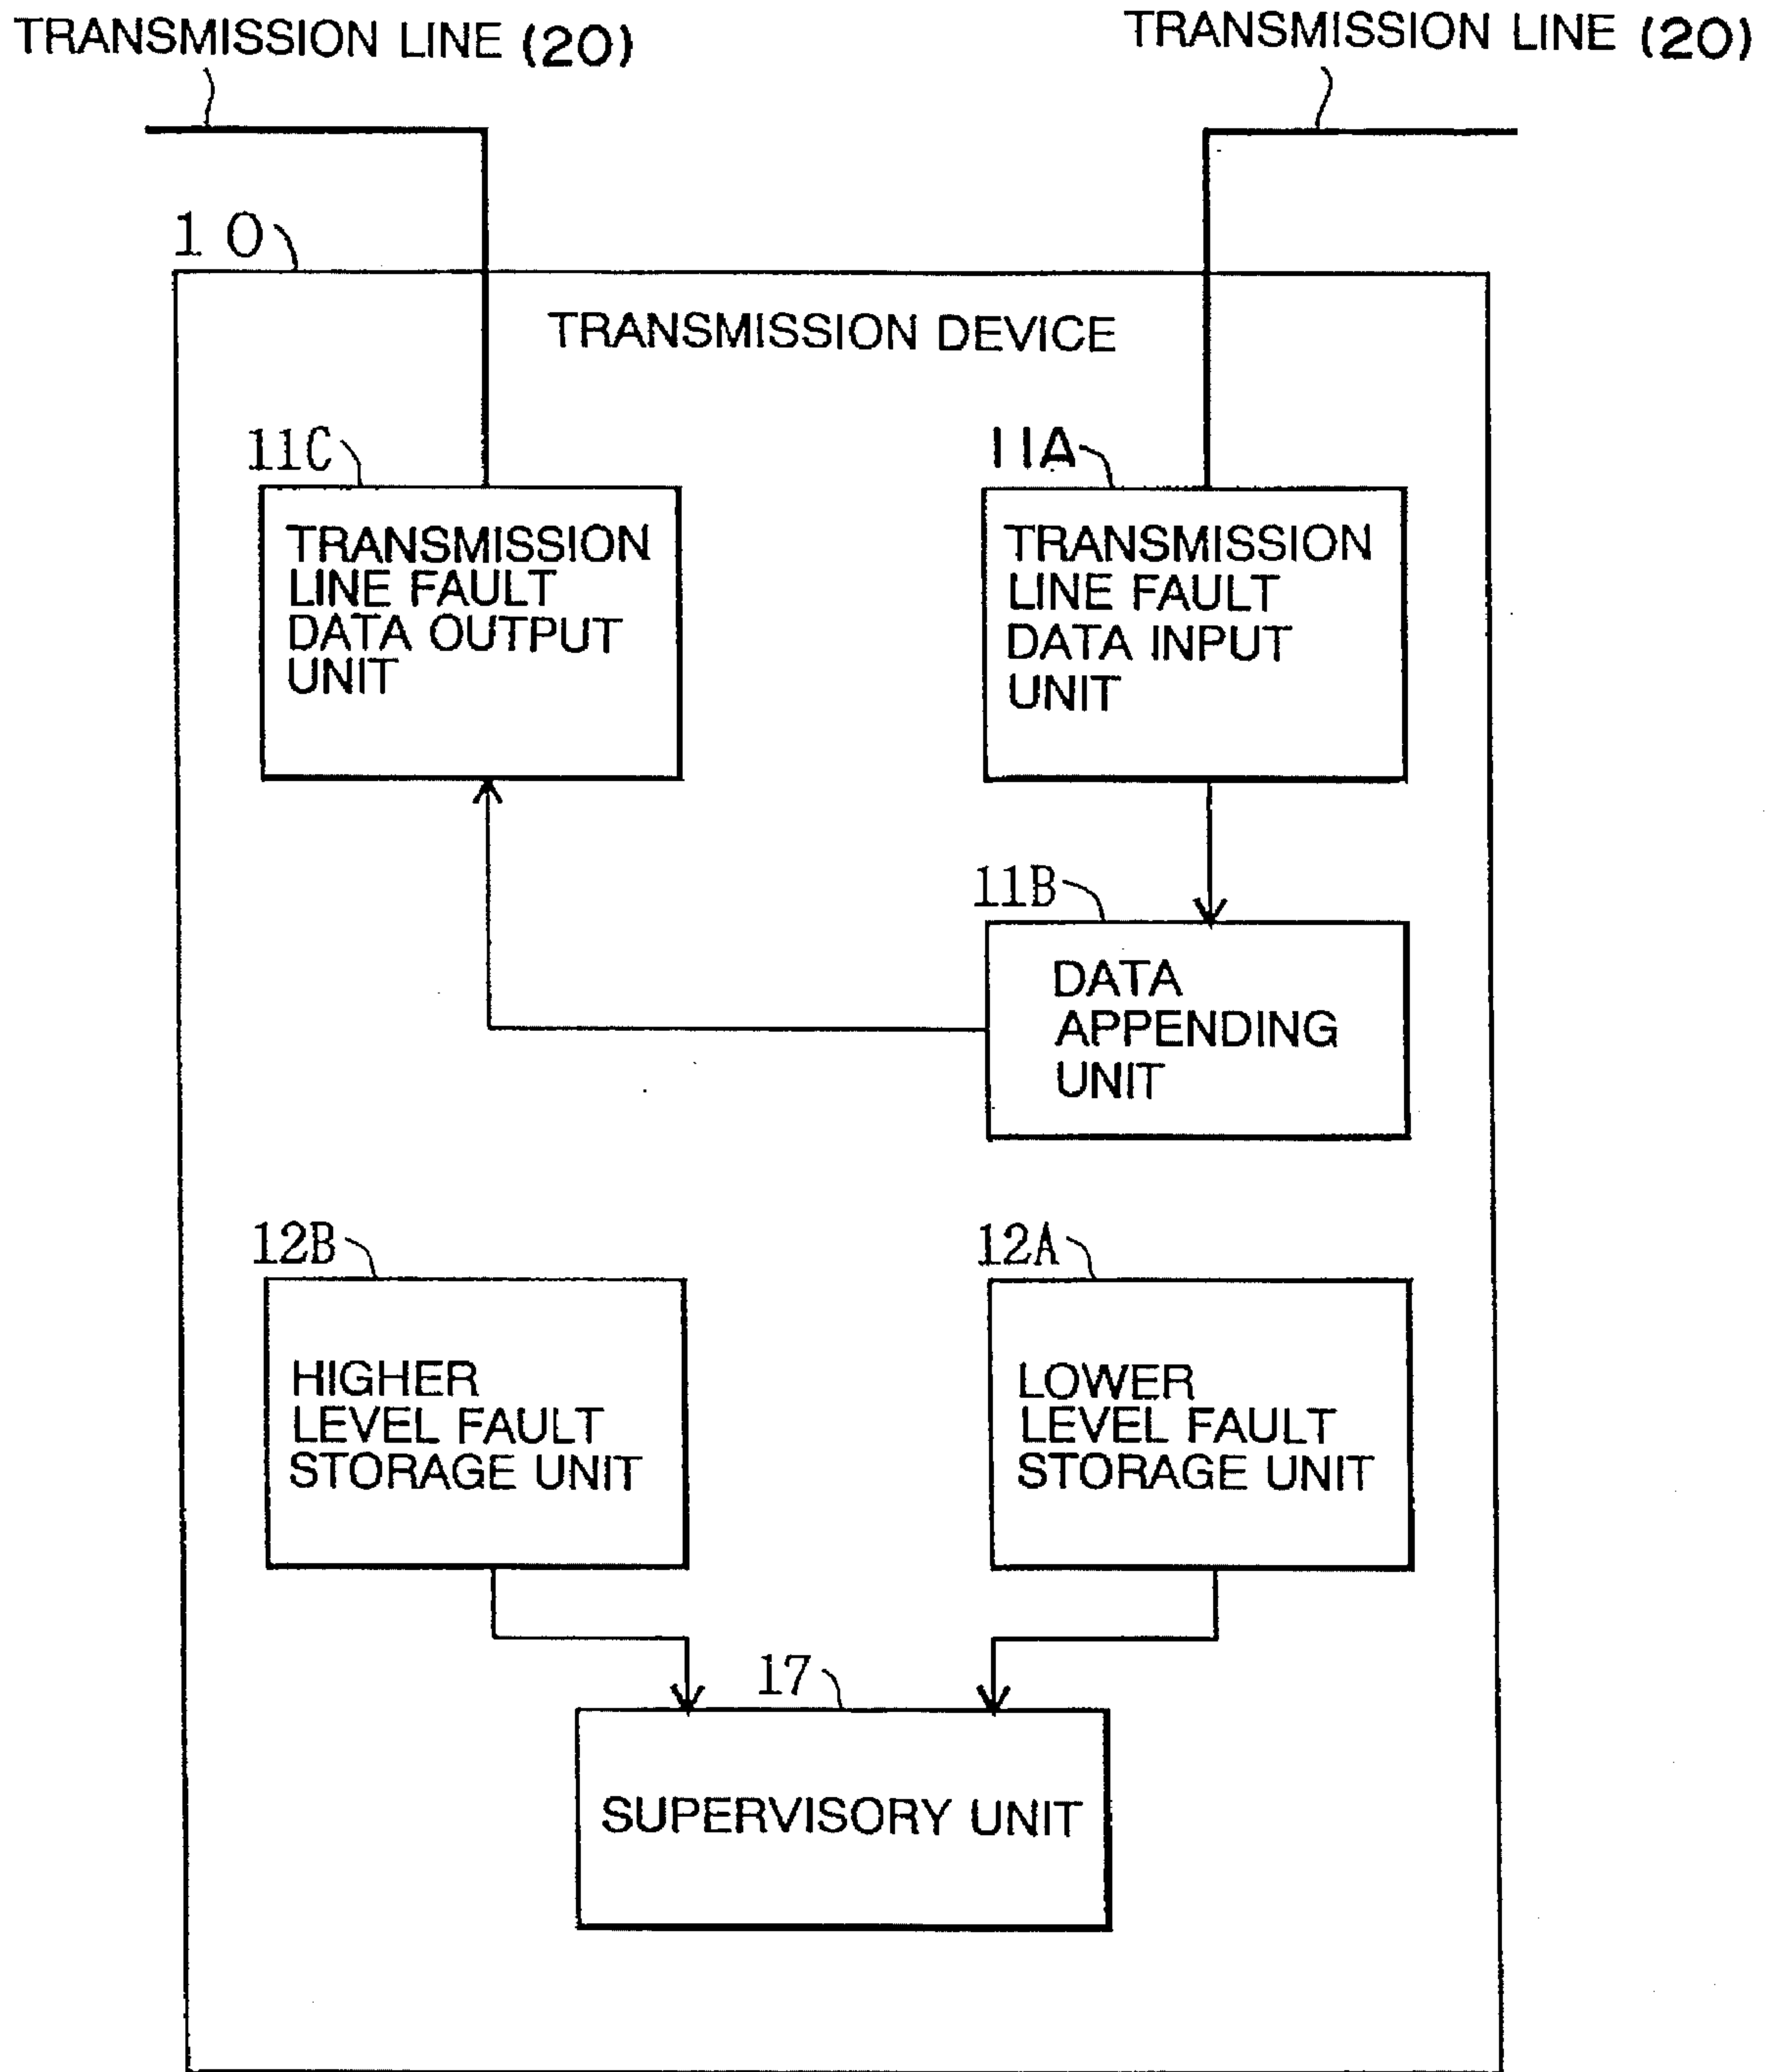 TRANSMISSION LINE (20)
TRANSMISSION LINE (20)
10
TRANSMISSION DEVICE
11C
11A
TRANSMISSION
LINE FAULT
DATA OUTPUT
UNIT
TRANSMISSION
LINE FAULT
DATA INPUT
UNIT
11B
DATA
APPENDING
UNIT
12B
12A
HIGHER
LEVEL FAULT
STORAGE UNIT
LOWER
LEVEL FAULT
STORAGE UNIT
17
SUPERVISORY UNIT